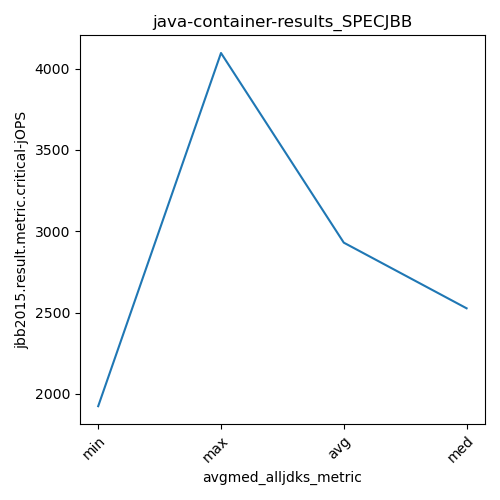 java-container-results_SPECJBB
jbb2015.result.metric.critical-jOPS
4000
3500
3000
2500
2000
min
max
avg
med
avgmed_alljdks_metric